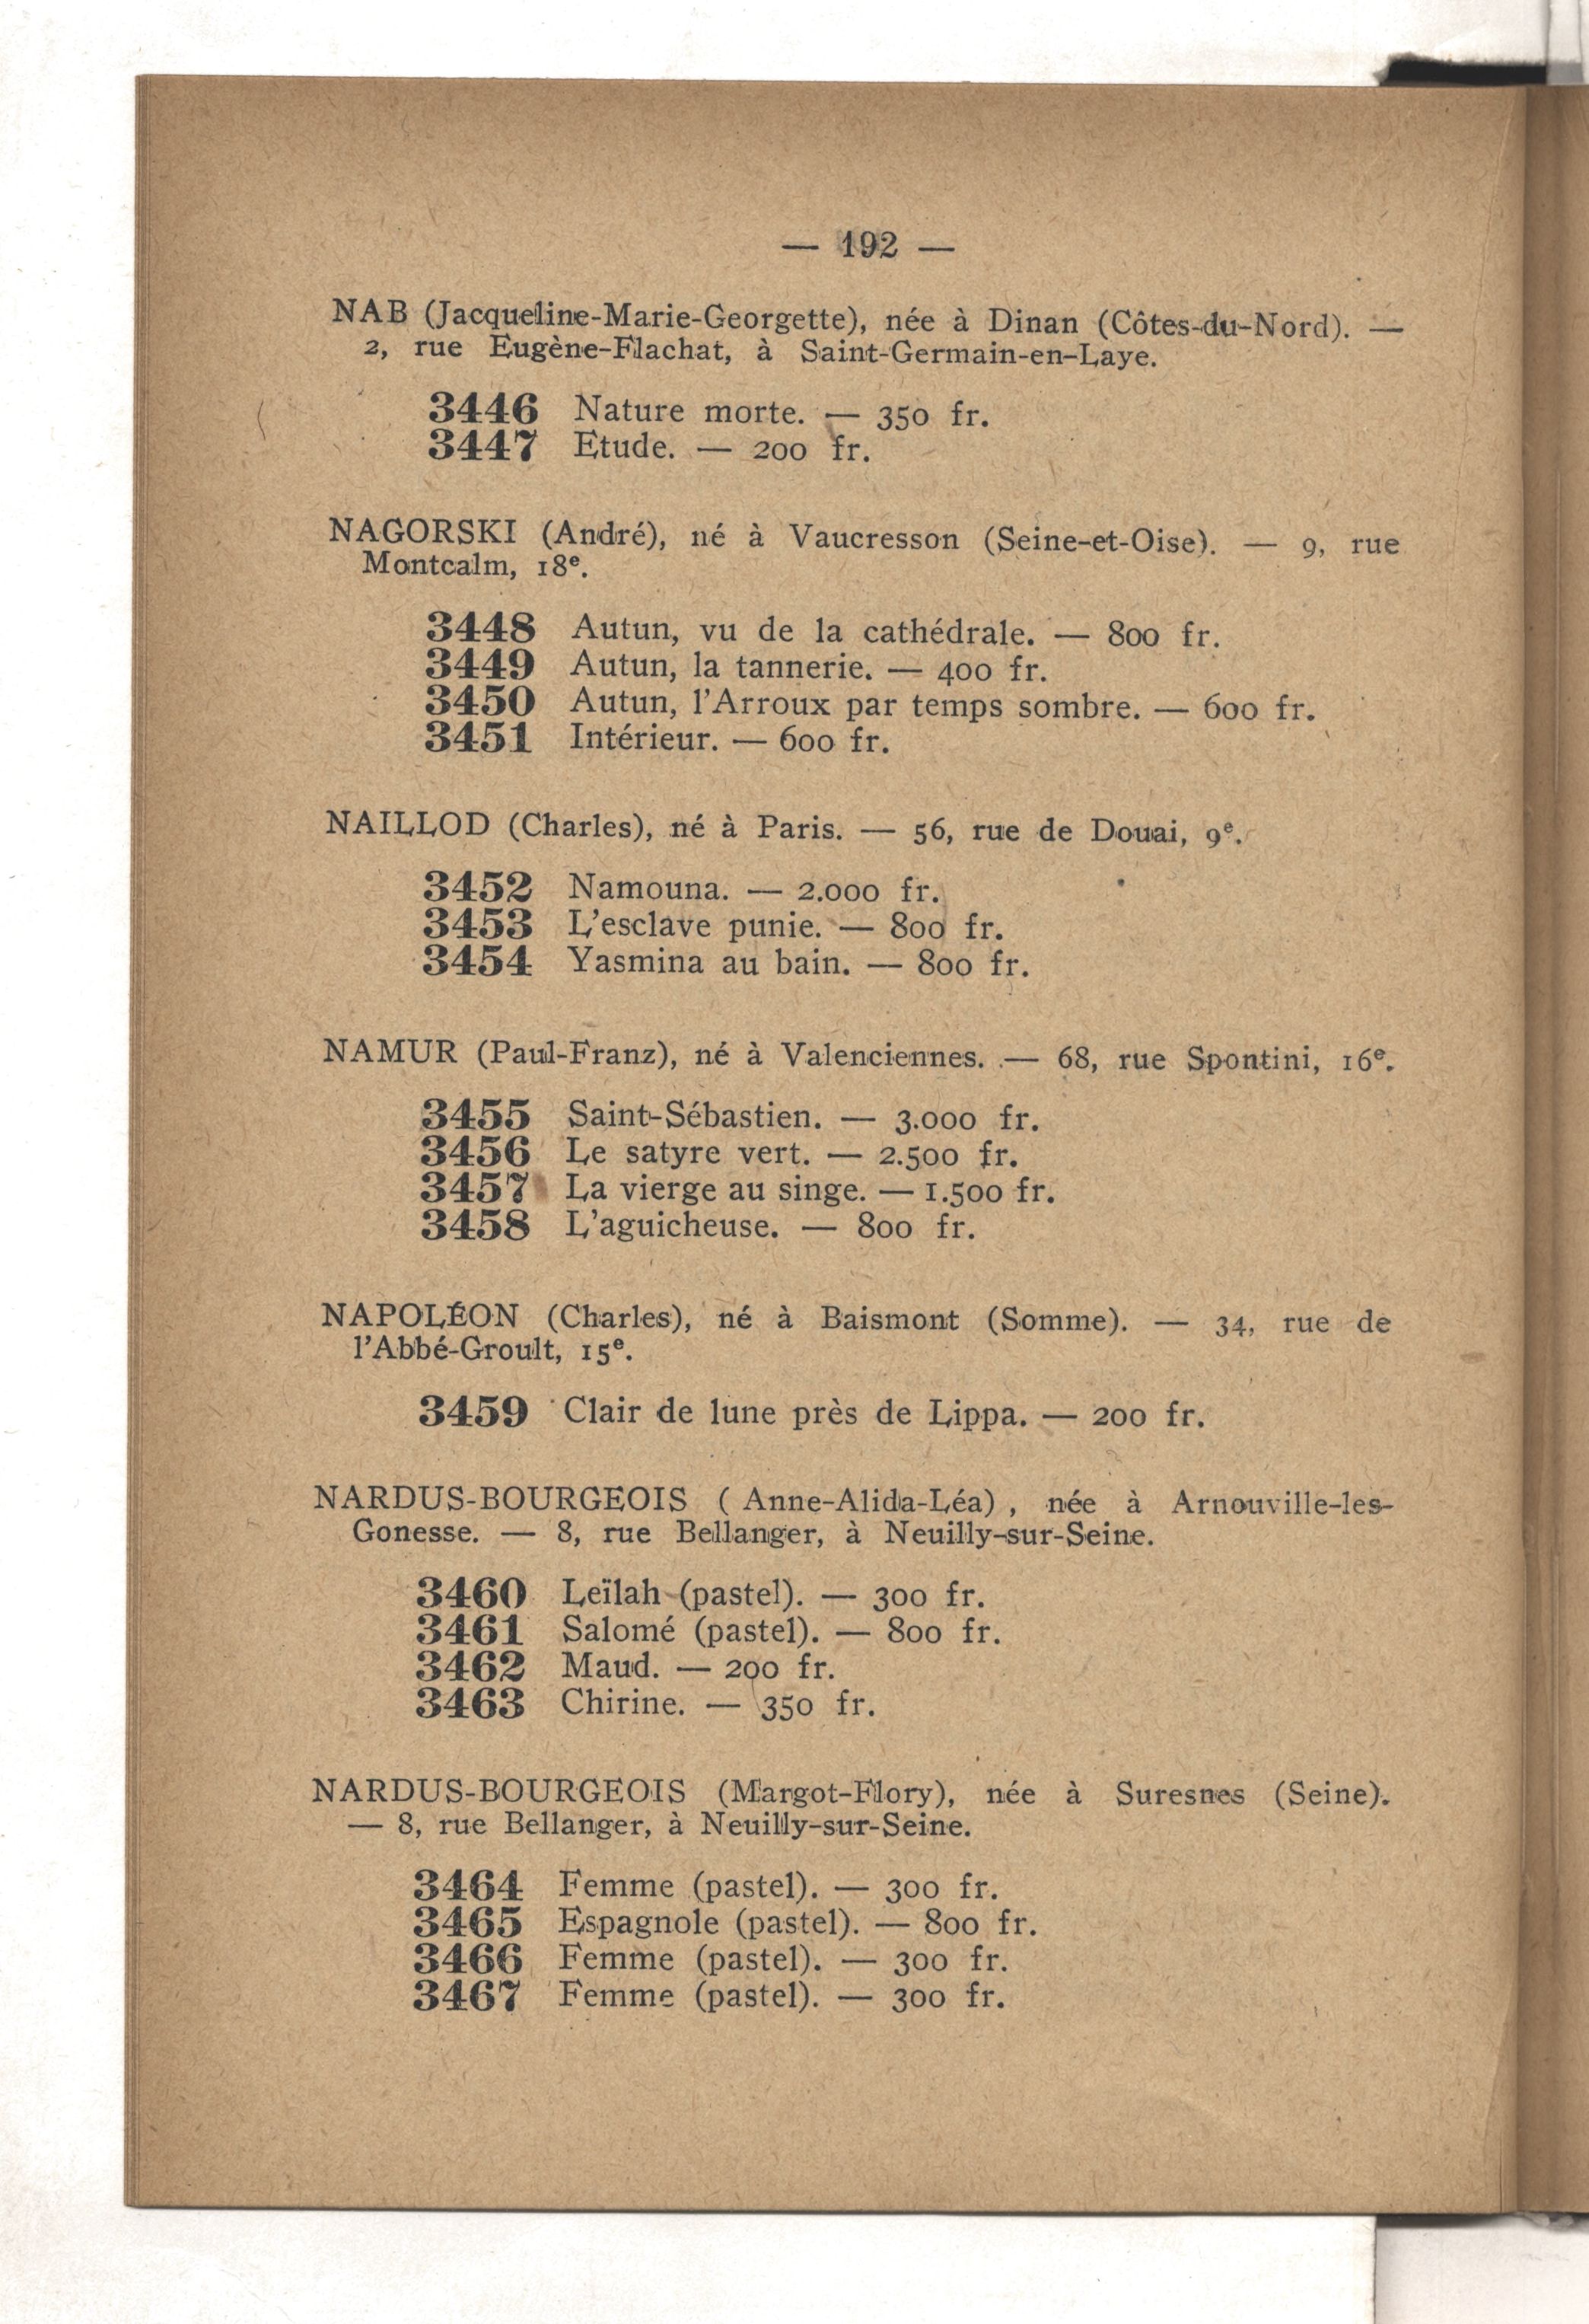 — 192 —
NAB (Jacqueline-Marie-Georgette), née à Dinan (Côtes-du-Nord). —
2, rue Eugène-Flachat, à Saint-Germain-en-Laye.
3446 Nature morte. — 350 fr.
3447 Etude. — 200 fr.
NAGORSKI (André), né à Vaucresson (Seine-et-Oise). — 9, rue
Montcalm, 18e.
3448 Autun, vu de la cathédrale. — 800 fr.
3449 Autun, la tannerie. — 400 fr.
3450 Autun, l'Arroux par temps sombre. — 600 fr.
3451 Intérieur. — 600 fr.
NAILLOD (Charles), né à Paris. — 56, rue de Douai, 9e.
3452 Namouna. — 2.000 fr.
3453 L'esclave punie. — 800 fr.
3454 Yasmina au bain. — 800 fr.
NAMUR (Paul-Franz), né à Valenciennes. — 68, rue Spontini, 16e.
3455 Saint-Sébastien. — 3.000 fr.
3456 Le satyre vert. — 2.500 fr.
3457 La vierge au singe. — 1.500 fr.
3458 L'aguicheuse. — 800 fr.
NAPOLÉON (Charles), né à Baismont (Somme). — 34, rue de
l'Abbé-Groult, 15e.
3459 Clair de lune près de Lippa. — 200 fr.
NARDUS-BOURGEOIS ( Anne-Alida-Léa) , née à Arnouville-les-
Gonesse. — 8, rue Bellanger, à Neuilly-sur-Seine.
3460 Leïlah (pastel). — 300 fr.
3461 Salomé (pastel). — 800 fr.
3462 Maud. — 200 fr.
3463 Chirine. — 350 fr.
NARDUS-BOURGEOIS (Margot-Flory), née à Suresnes (Seine).
— 8, rue Bellanger, à Neuilly-sur-Seine.
3464 Femme (pastel). — 300 fr.
3465 Espagnole (pastel). — 800 fr.
3466 Femme (pastel). — 300 fr.
3467 Femme (pastel). — 300 fr.